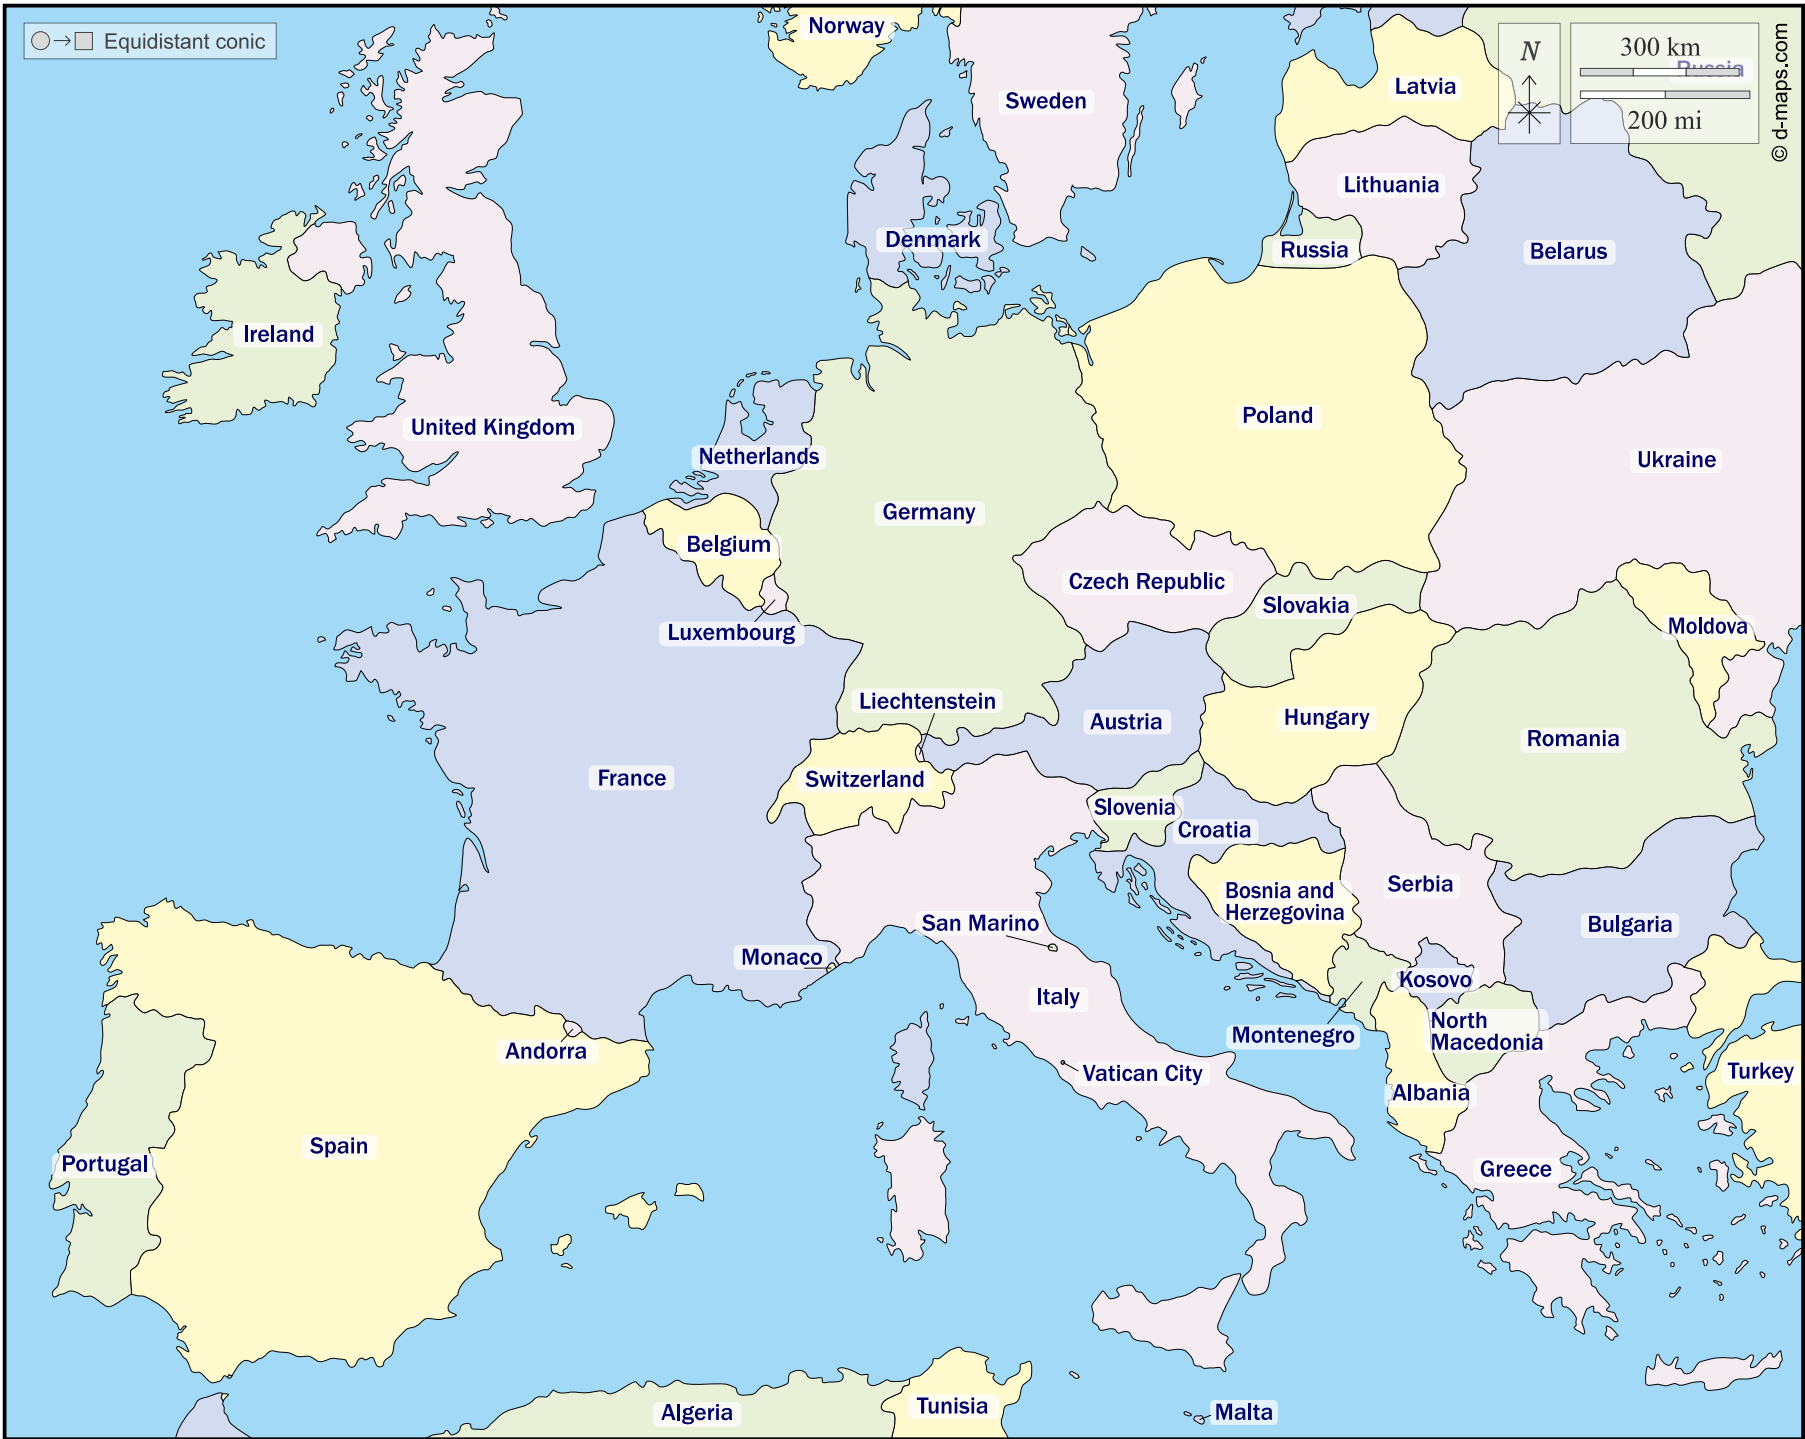 Equidistant conic
Norway
Sweden
Latvia
N
300 km
Russia
200 mi
© d-maps.com
Lithuania
Denmark
Russia
Belarus
Ireland
United Kingdom
Poland
Netherlands
Ukraine
Germany
Belgium
Czech Republic
Slovakia
Luxembourg
Moldova
Liechtenstein
Austria
Hungary
Romania
France
Switzerland
Slovenia
Croatia
Serbia
Bosnia and
Herzegovina
San Marino
Bulgaria
Monaco
Kosovo
Italy
North
Macedonia
Montenegro
Andorra
Vatican City
Turkey
Albania
Spain
Portugal
Greece
Algeria
Tunisia
Malta